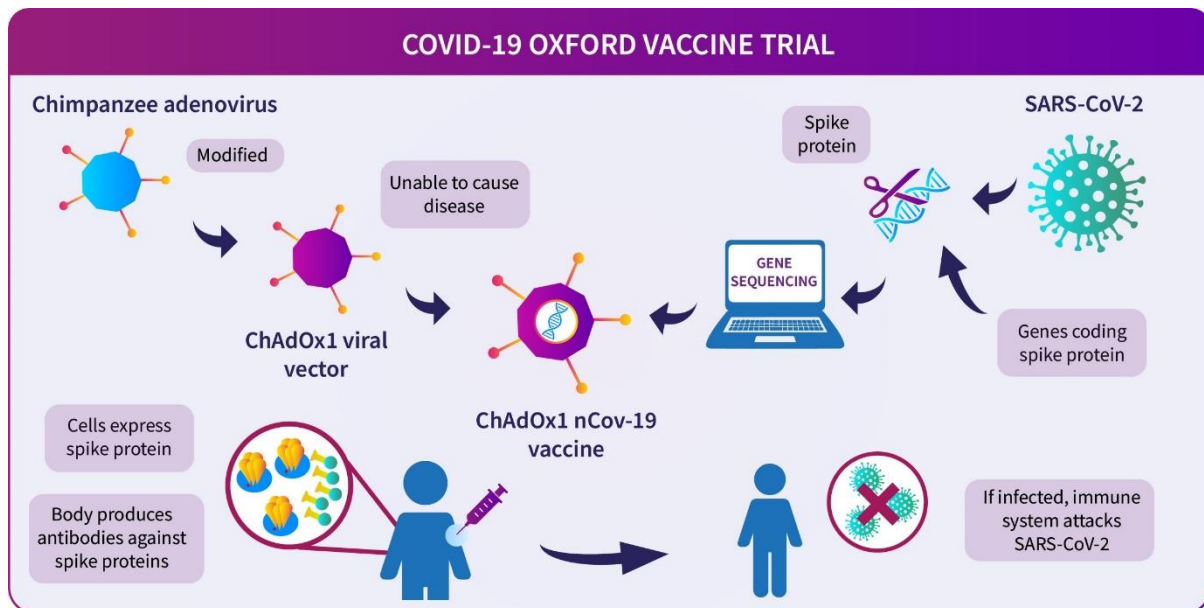 COVID-19 OXFORD VACCINE TRIAL
Chimpanzee adenovirus
Modified
Unable to cause
disease
Spike
protein
SARS-CoV-2
GENE
SEQUENCING
ChAdOx1 viral
vector
Genes coding
spike protein
ChAdOx1 nCov-19
vaccine
Cells express
spike protein
Body produces
antibodies against
spike proteins
If infected, immune
system attacks
SARS-CoV-2